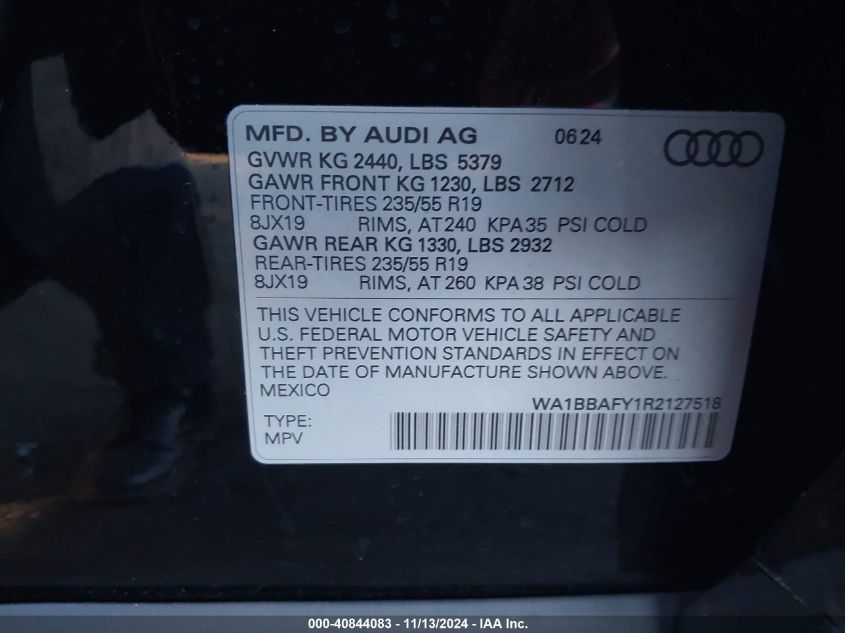 MFD. BY AUDI AG 0624
GVWR KG 2440, LBS 5379
GAWR FRONT KG 1230, LBS 2712
FRONT-TIRES 235/55 R19
8JX19 RIMS, AT 240 KPA 35 PSI COLD
GAWR REAR KG 1330, LBS 2932
REAR-TIRES 235/55 R19
8JX19 RIMS, AT 260 KPA 38 PSI COLD
THIS VEHICLE CONFORMS TO ALL APPLICABLE
U.S. FEDERAL MOTOR VEHICLE SAFETY AND
THEFT PREVENTION STANDARDS IN EFFECT ON
THE DATE OF MANUFACTURE SHOWN ABOVE.
MEXICO
WA1BBAFY1R2127518
TYPE:
MPV
000-40844083 - 11/13/2024 - IAA Inc.